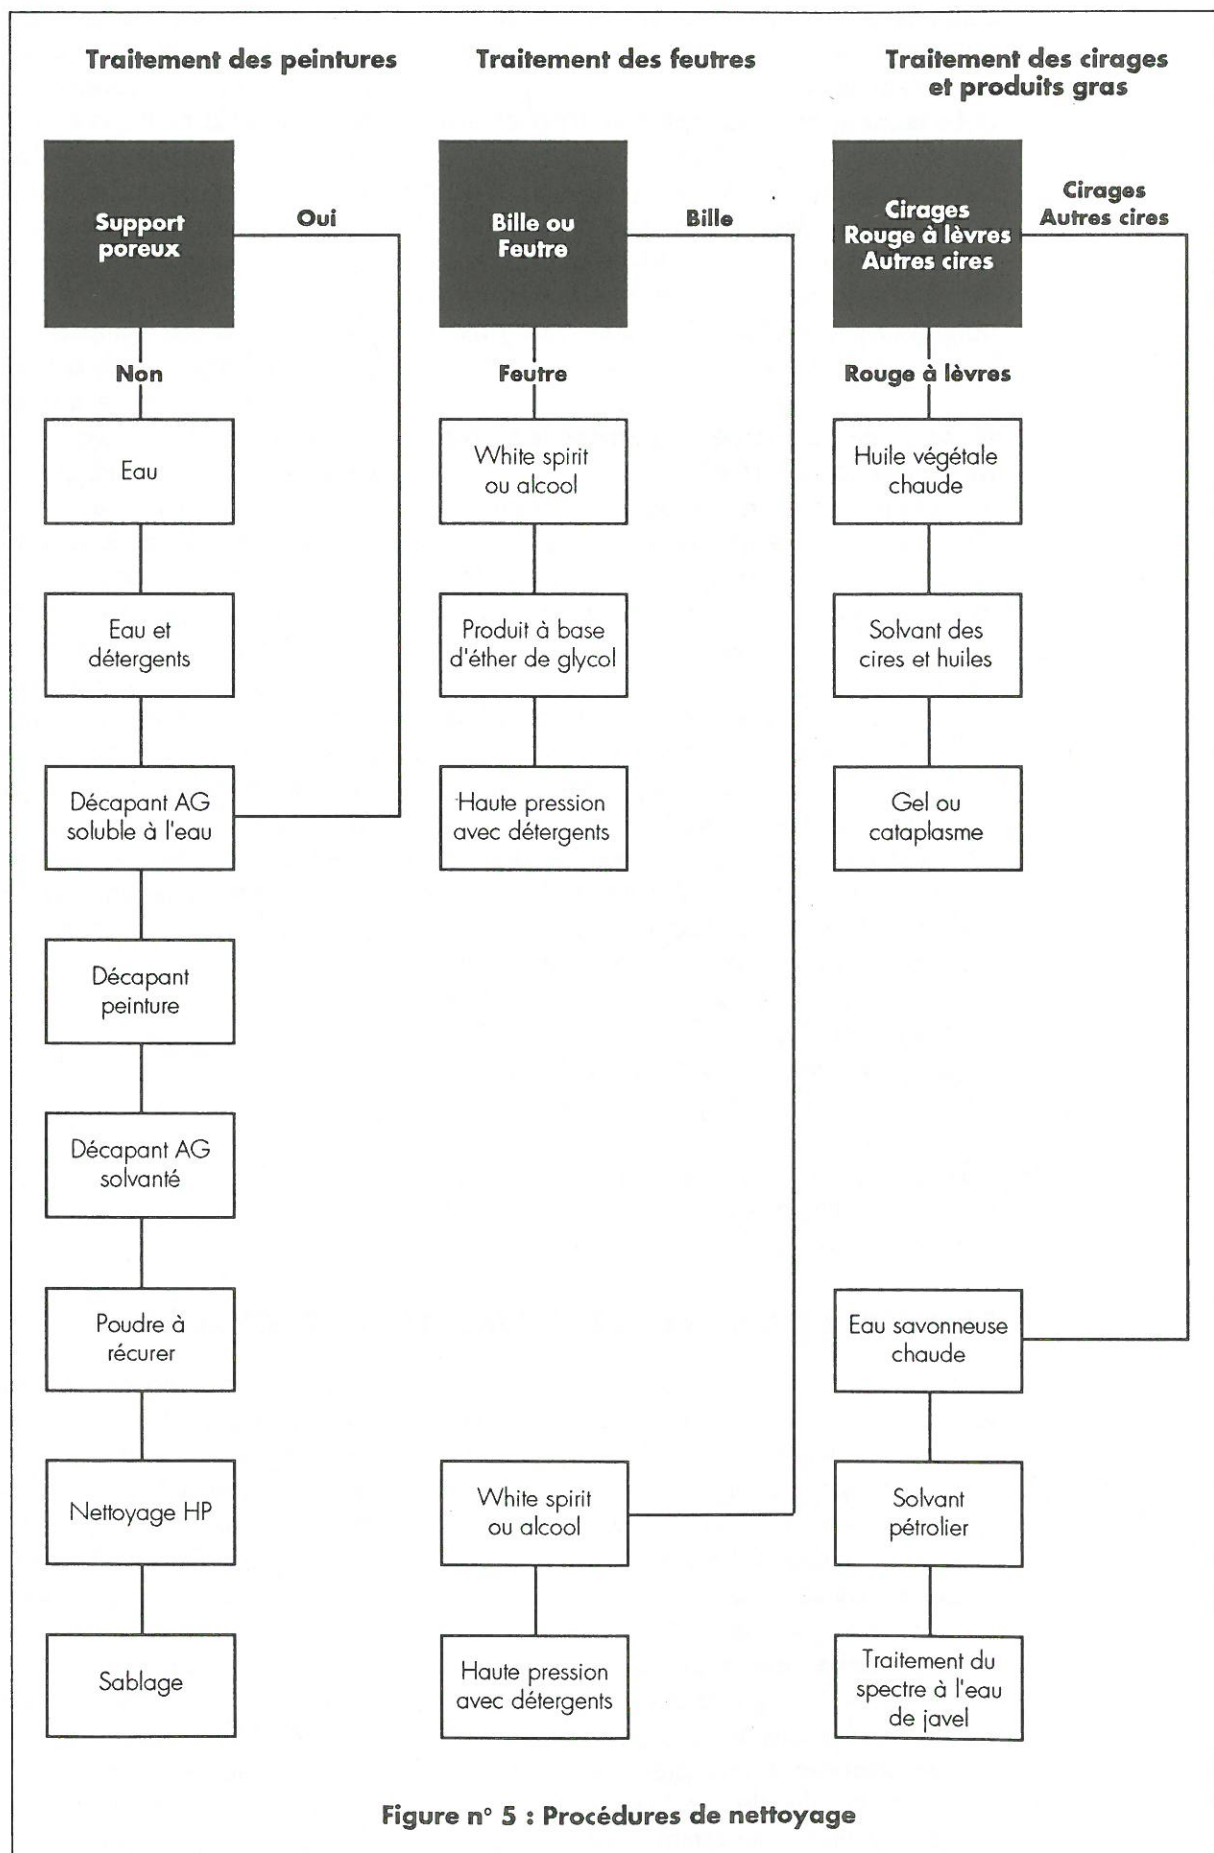 Traitement des peintures
Support
poreux
Oui
Non
Eau
Eau et
détergents
Décapant AG
soluble à l'eau
Décapant
peinture
Décapant AG
solvanté
Poudre à
récurer
Nettoyage HP
Sablage
Traitement des feutres
Bille ou
Feutre
Bille
Feutre
White spirit
ou alcool
Produit à base
d'éther de glycol
Haute pression
avec détergents
White spirit
ou alcool
Haute pression
avec détergents
Traitement des cirages
et produits gras
Cirages
Rouge à lèvres
Autres cires
Cirages
Autres cires
Rouge à lèvres
Huile végétale
chaude
Solvant des
cires et huiles
Gel ou
cataplasme
Eau savonneuse
chaude
Solvant
pétrolier
Traitement du
spectre à l'eau
de javel
Figure n° 5 : Procédures de nettoyage